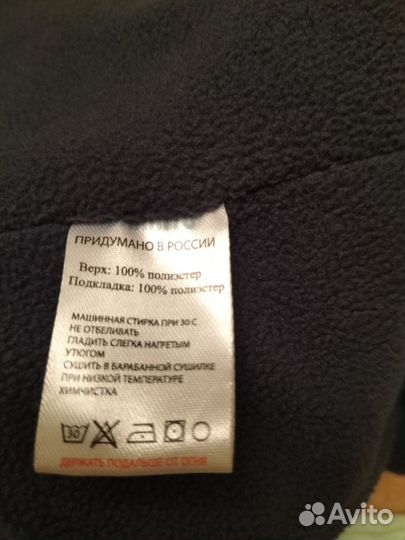 ПРИДУМАНО В РОССИИ
Верх: 100% полиэстер
Подкладка: 100% полиэстер
МАШИННАЯ СТИРКА ПРИ 30 С
НЕ ОТБЕЛИВАТЬ
ГЛАДИТЬ СЛЕГКА НАГРЕТЫМ
УТЮГОМ
СУШИТЬ В БАРАБАННОЙ СУШИЛКЕ
ПРИ НИЗКОЙ ТЕМПЕРАТУРЕ
ХИМЧИСТКА
30
ДЕРЖАТЬ ПОДАЛЬШЕ ОТ ОГНЯ
Avito